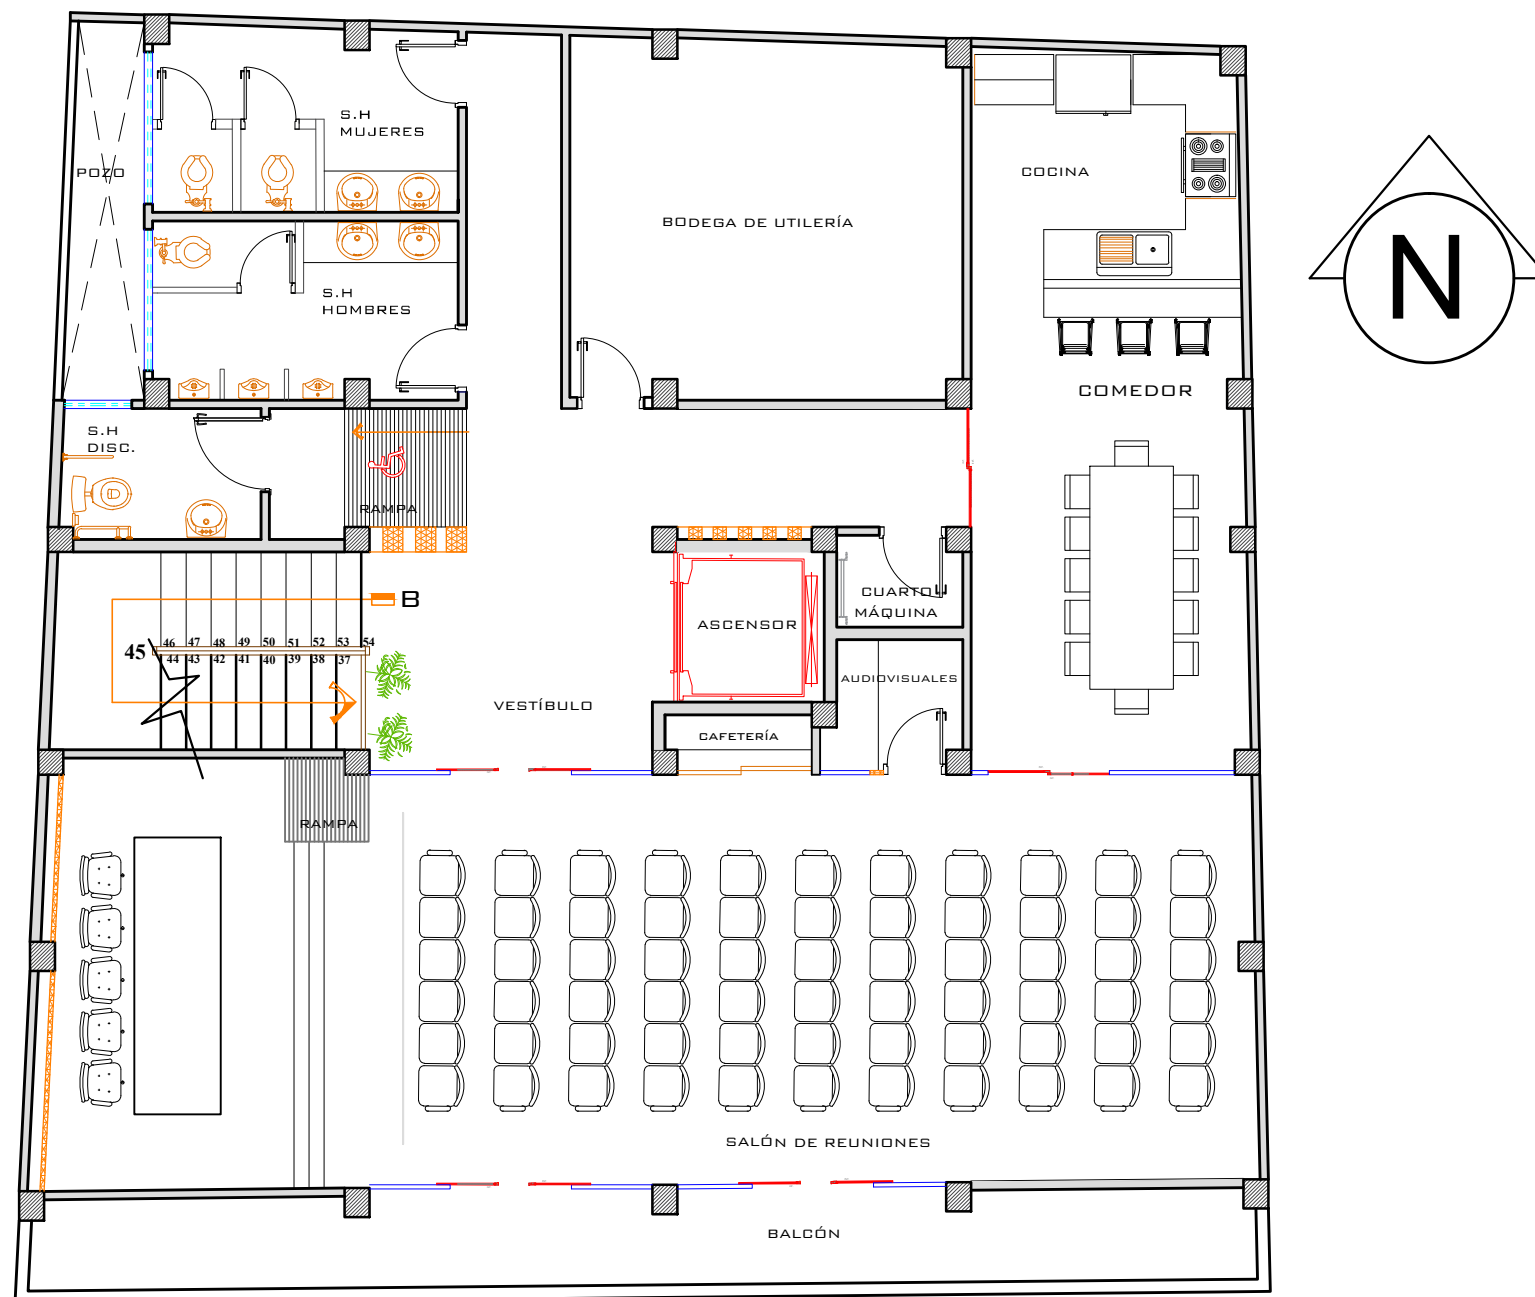 S.H
MUJERES
POZO
COCINA
BODEGA DE UTILERÍA
N
S.H
HOMBRES
COMEDOR
S.H
DISC.
RAMPA
B
CUARTO
MÁQUINA
ASCENSOR
45
46 47 48 49 50 51 52 53 54
44 43 42 41 40 39 38 37
AUDIOVISUALES
VESTÍBULO
CAFETERÍA
RAMPA
SALÓN DE REUNIONES
BALCÓN